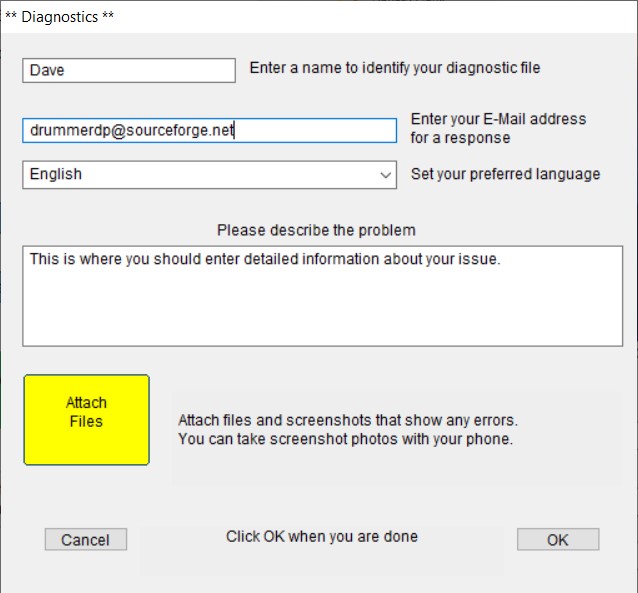 ** Diagnostics **
Dave
Enter a name to identify your diagnostic file
drummerdp@sourceforge.net
Enter your E-Mail address
for a response
English
Set your preferred language
Please describe the problem
This is where you should enter detailed information about your issue.
Attach
Files
Attach files and screenshots that show any errors.
You can take screenshot photos with your phone.
Cancel
Click OK when you are done
OK